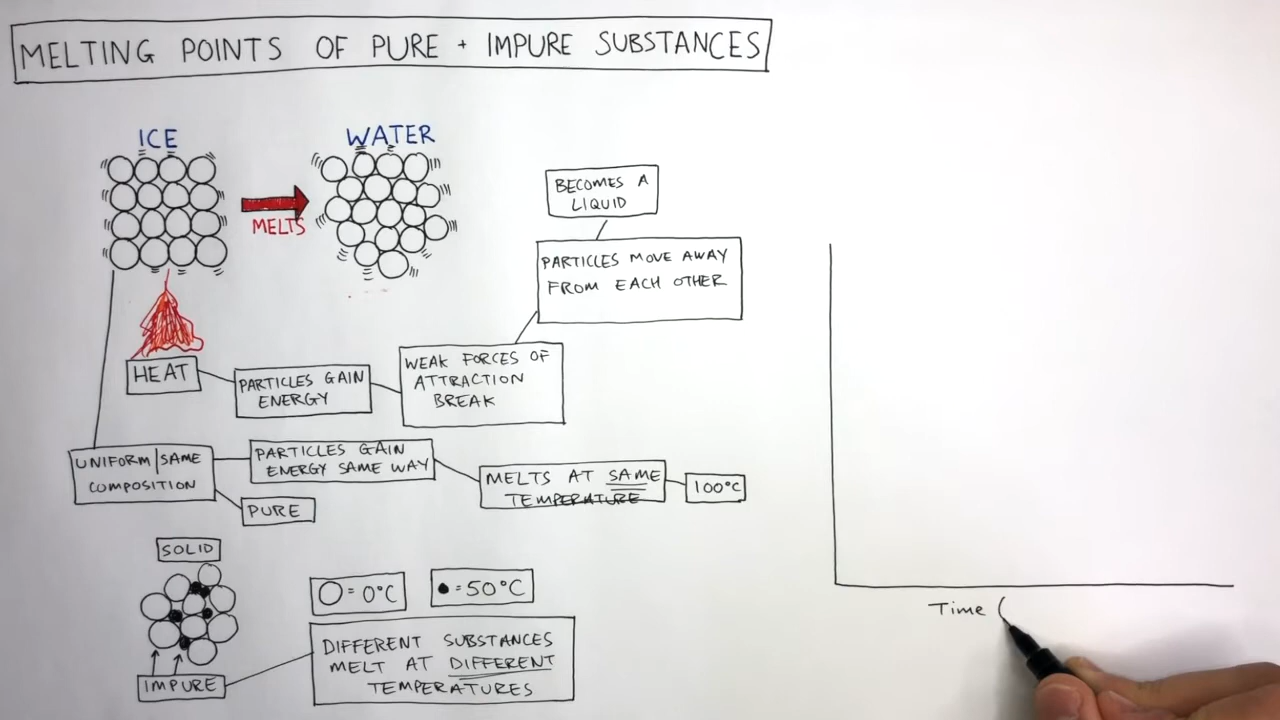 MELTING POINTS OF PURE + IMPURE SUBSTANCES
ICE
WATER
MELTS
BECOMES A
LIQUID
PARTICLES MOVE AWAY
FROM EACH OTHER
HEAT
PARTICLES GAIN
ENERGY
WEAK FORCES OF
ATTRACTION
BREAK
UNIFORM|SAME
COMPOSITION
PARTICLES GAIN
ENERGY SAME WAY
MELTS AT SAME
TEMPERATURE
100°C
PURE
SOLID
= 0°C
= 50°C
DIFFERENT SUBSTANCES
MELT AT DIFFERENT
TEMPERATURES
IMPURE
Time (